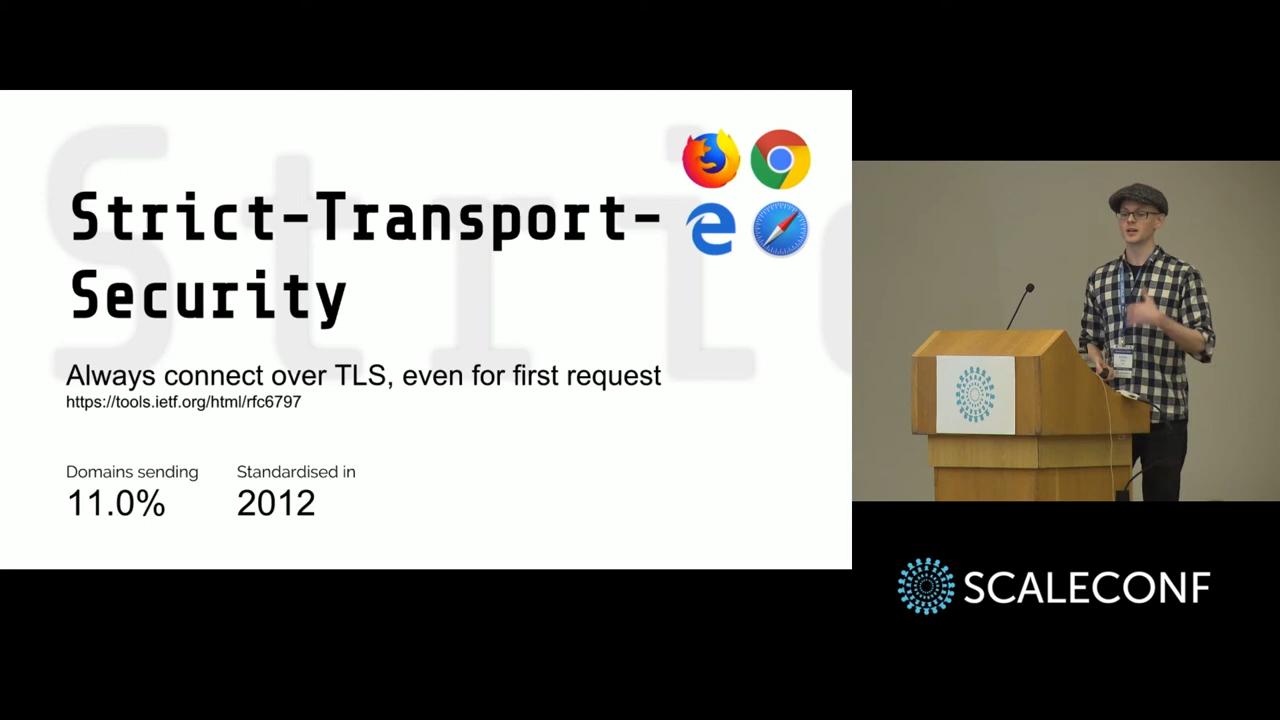 Strict-Transport-
Security
Always connect over TLS, even for first request
https://tools.ietf.org/html/rfc6797
Domains sending
11.0%
Standardised in
2012
SCALECONF